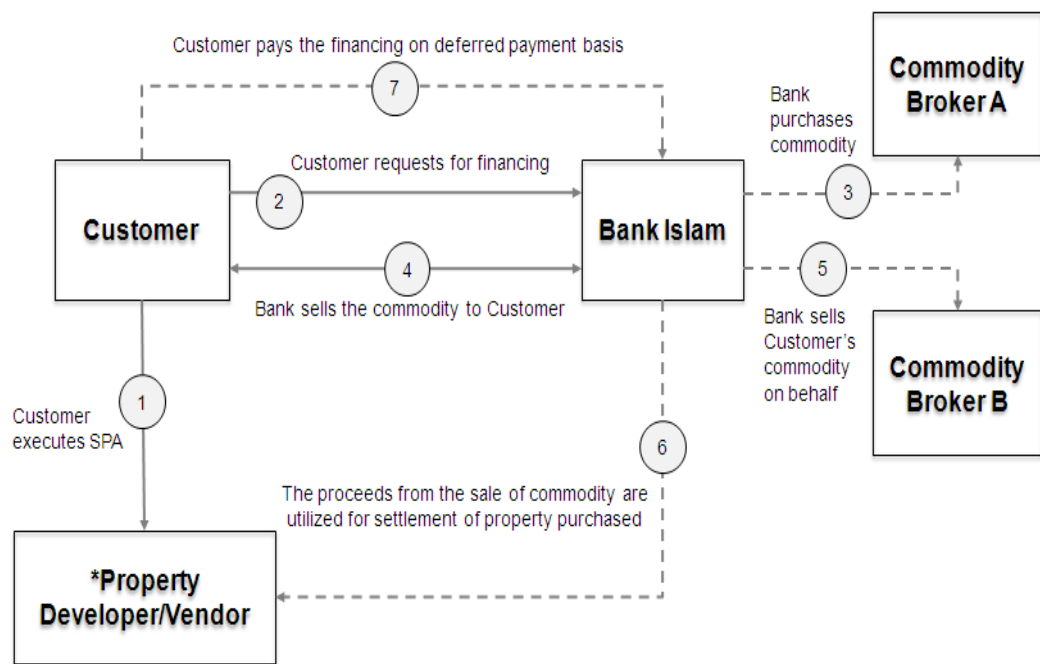 Customer pays the financing on deferred payment basis
7
Commodity
Broker A
Bank
purchases
commodity
Customer requests for financing
2
3
Customer
Bank Islam
4
5
Bank sells the commodity to Customer
Bank sells
Customer's
commodity
on behalf
Commodity
Broker B
1
Customer
executes SPA
6
The proceeds from the sale of commodity are
utilized for settlement of property purchased
*Property
Developer/Vendor